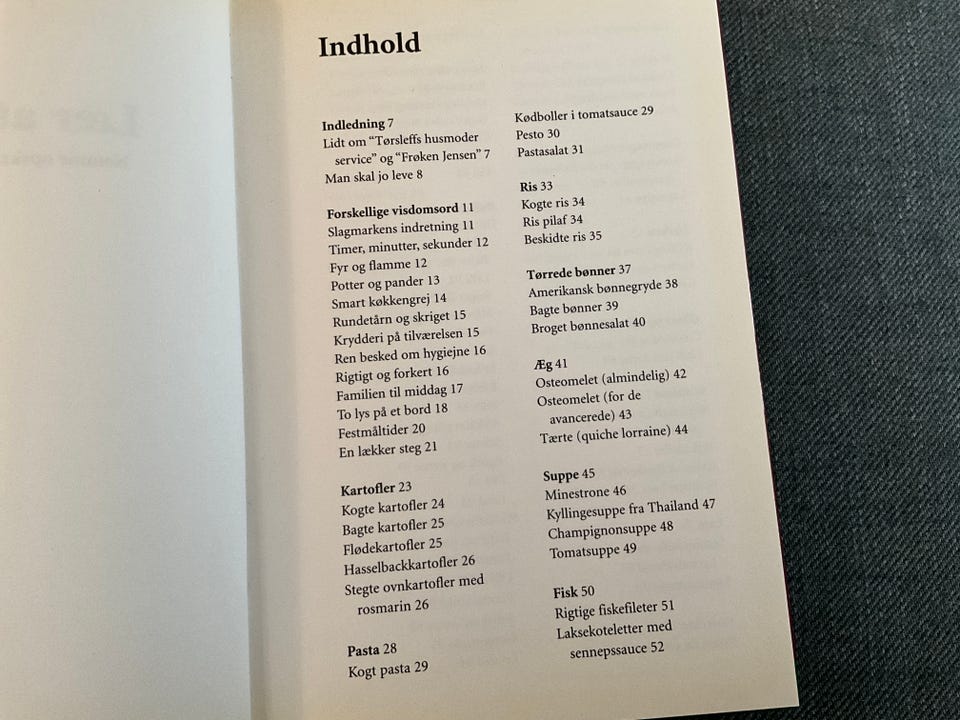 Indhold
Indledning 7
Lidt om “Tørsleffs husmoder
service” og “Frøken Jensen” 7
Man skal jo leve 8
Forskellige visdomsord 11
Slagmarkens indretning 11
Timer, minutter, sekunder 12
Fyr og flamme 12
Potter og pander 13
Smart køkkengrej 14
Rundetårn og skriget 15
Krydderi på tilværelsen 15
Ren besked om hygiejne 16
Rigtigt og forkert 16
Familien til middag 17
To lys på et bord 18
Festmåltider 20
En lækker steg 21
Kartofler 23
Kogte kartofler 24
Bagte kartofler 25
Flødekartofler 25
Hasselbackkartofler 26
Stegte ovnkartofler med
rosmarin 26
Pasta 28
Kogt pasta 29
Kødboller i tomatsauce 29
Pesto 30
Pastasalat 31
Ris 33
Kogte ris 34
Ris pilaf 34
Beskidte ris 35
Tørrede bønner 37
Amerikansk bønnegryde 38
Bagte bønner 39
Broget bønnesalat 40
Æg 41
Osteomelet (almindelig) 42
Osteomelet (for de
avancerede) 43
Tærte (quiche lorraine) 44
Suppe 45
Minestrone 46
Kyllingesuppe fra Thailand 47
Champignonsuppe 48
Tomatsuppe 49
Fisk 50
Rigtige fiskefileter 51
Laksekoteletter med
sennepssauce 52